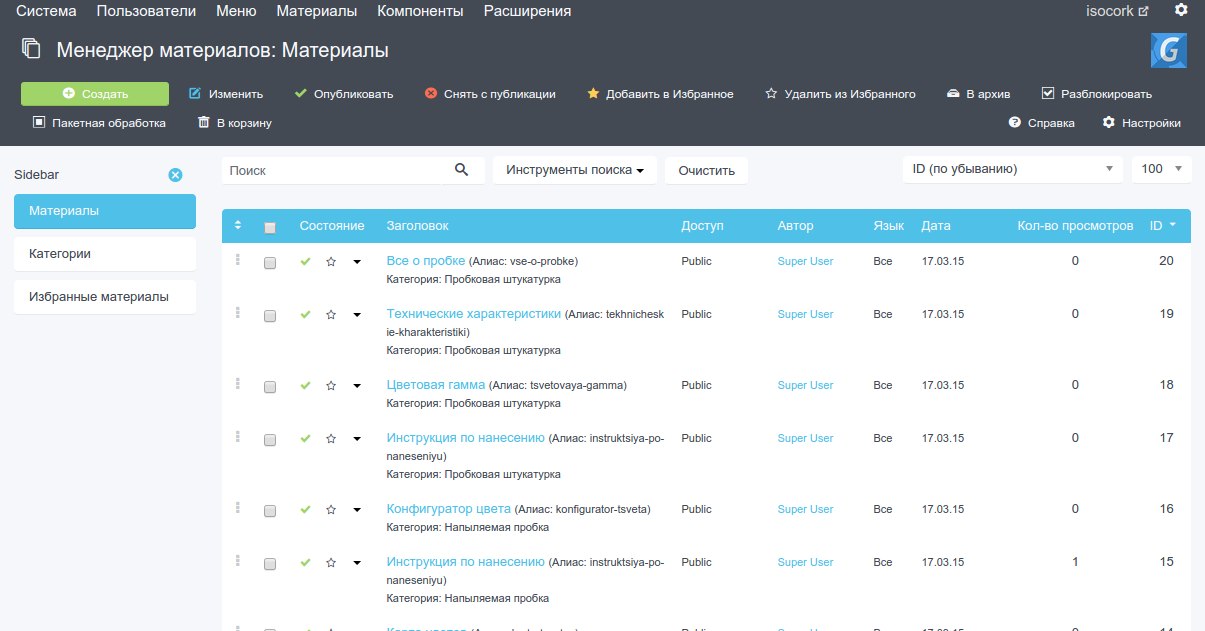 Система Пользователи Меню Материалы Компоненты Расширения isocork
Менеджер материалов: Материалы G
Создать Изменить Опубликовать Снять с публикации Добавить в Избранное Удалить из Избранного В архив Разблокировать
Пакетная обработка В корзину Справка Настройки
Sidebar
Материалы
Категории
Избранные материалы
Поиск Инструменты поиска Очистить ID (по убыванию) 100
Состояние Заголовок Доступ Автор Язык Дата Кол-во просмотров ID
Все о пробке (Алиас: vse-o-probke) Public Super User Все 17.03.15 0 20
Категория: Пробковая штукатурка
Технические характеристики (Алиас: tekhnichesk Public Super User Все 17.03.15 0 19
ie-kharakteristiki)
Категория: Пробковая штукатурка
Цветовая гамма (Алиас: tsvetovaya-gamma) Public Super User Все 17.03.15 0 18
Категория: Пробковая штукатурка
Инструкция по нанесению (Алиас: instruktsiya-po- Public Super User Все 17.03.15 0 17
naneseniyu)
Категория: Пробковая штукатурка
Конфигуратор цвета (Алиас: konfigurator-tsveta) Public Super User Все 17.03.15 0 16
Категория: Напыляемая пробка
Инструкция по нанесению (Алиас: instruktsiya-po- Public Super User Все 17.03.15 1 15
naneseniyu)
Категория: Напыляемая пробка